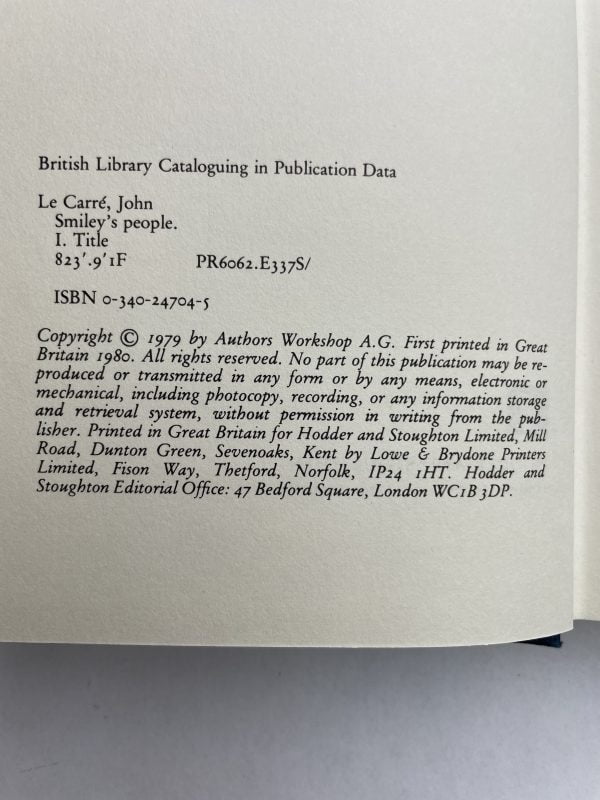 British Library Cataloguing in Publication Data
Le Carré, John
Smiley's people.
I. Title
823'.9'1F PR6062.E337S/
ISBN 0-340-24704-5
Copyright © 1979 by Authors Workshop A.G. First printed in Great
Britain 1980. All rights reserved. No part of this publication may be re-
produced or transmitted in any form or by any means, electronic or
mechanical, including photocopy, recording, or any information storage
and retrieval system, without permission in writing from the pub-
lisher. Printed in Great Britain for Hodder and Stoughton Limited, Mill
Road, Dunton Green, Sevenoaks, Kent by Lowe & Brydone Printers
Limited, Fison Way, Thetford, Norfolk, IP24 1HT. Hodder and
Stoughton Editorial Office: 47 Bedford Square, London WC1B 3DP.